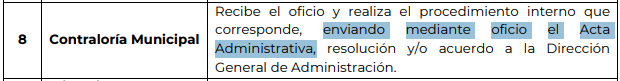 8
Contraloría Municipal
Recibe el oficio y realiza el procedimiento interno que
corresponde, enviando mediante oficio el Acta
Administrativa, resolución y/o acuerdo a la Dirección
General de Administración.